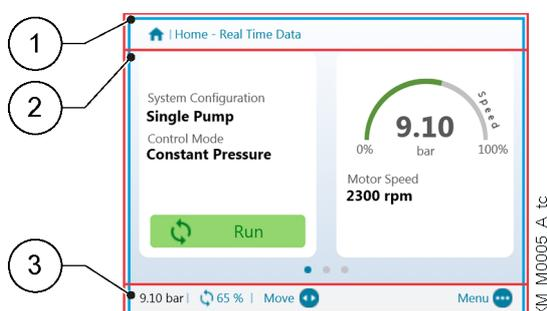 1
| Home - Real Time Data
2
System Configuration
Single Pump
Control Mode
Constant Pressure
Run
Speed
9.10
0% bar 100%
Motor Speed
2300 rpm
3
9.10 bar | 65 % | Move
Menu
XM_M0005_A_tc